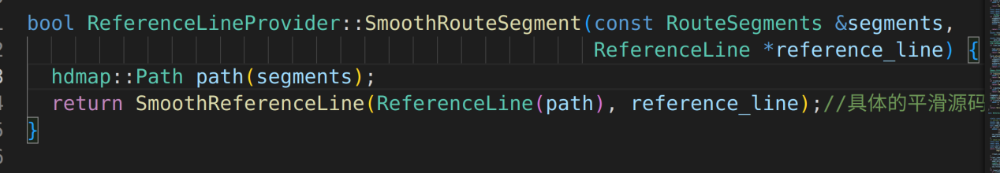 bool ReferenceLineProvider::SmoothRouteSegment(const RouteSegments &segments,
ReferenceLine *reference_line) {
hdmap::Path path(segments);
return SmoothReferenceLine(ReferenceLine(path), reference_line);//具体的平滑源码
}